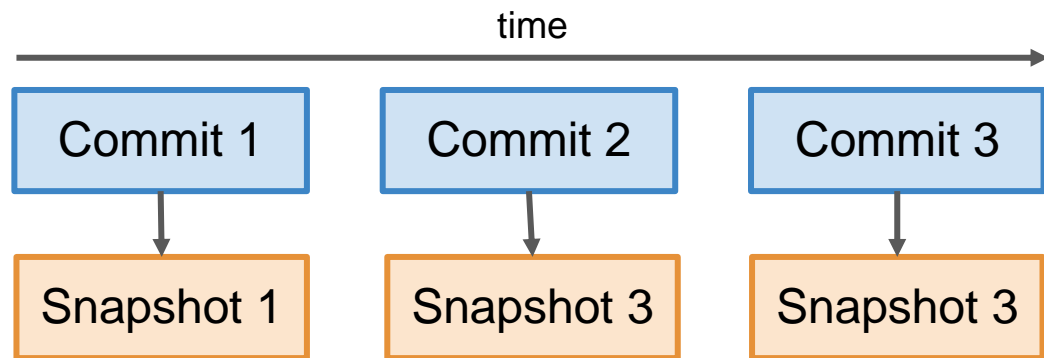 time
Commit 1
Commit 2
Commit 3
Snapshot 1
Snapshot 3
Snapshot 3